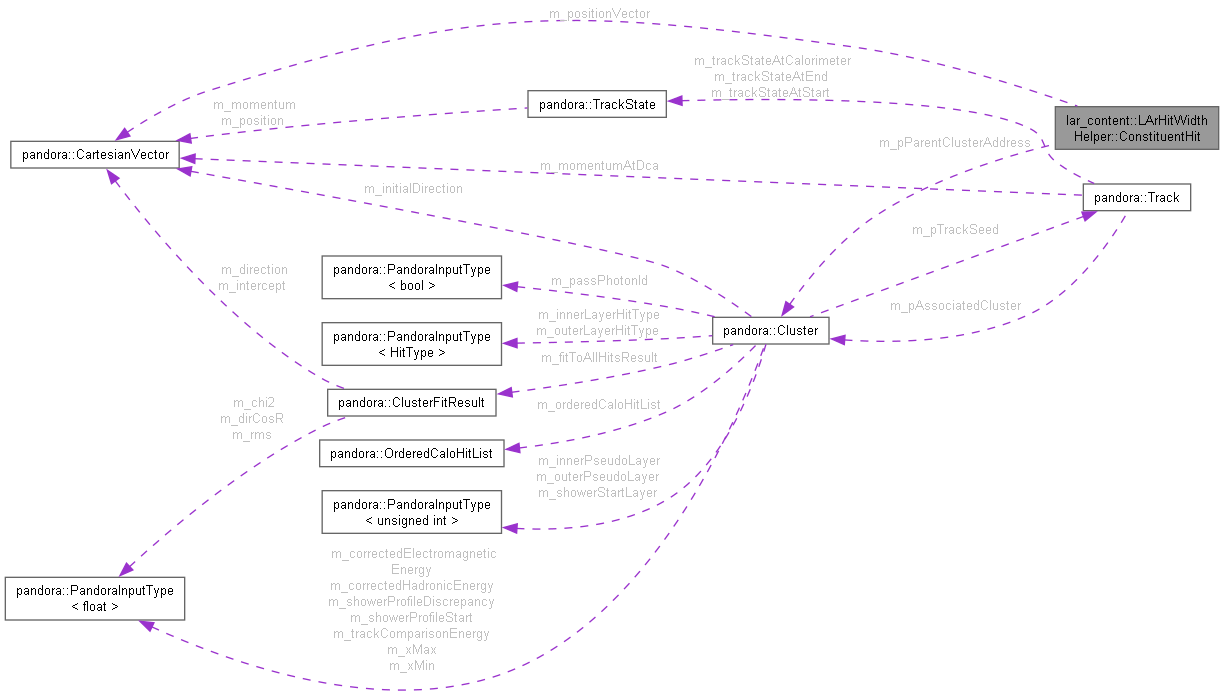 m_positionVector
m_trackStateAtCalorimeter
m_trackStateAtEnd
m_trackStateAtStart
m_momentum
m_position
pandora::TrackState
lar_content::LArHitWidth
Helper::ConstituentHit
pandora::CartesianVector
m_pParentClusterAddress
m_momentumAtDca
m_initialDirection
pandora::Track
m_pTrackSeed
m_direction
m_intercept
pandora::PandoraInputType
< bool >
m_passPhotonId
m_pAssociatedCluster
m_innerLayerHitType
m_outerLayerHitType
pandora::Cluster
pandora::PandoraInputType
< HitType >
m_fitToAllHitsResult
m_chi2
m_dirCosR
m_rms
pandora::ClusterFitResult
m_orderedCaloHitList
pandora::OrderedCaloHitList
m_innerPseudoLayer
m_outerPseudoLayer
m_showerStartLayer
pandora::PandoraInputType
< unsigned int >
m_correctedElectromagnetic
Energy
m_correctedHadronicEnergy
m_showerProfileDiscrepancy
m_showerProfileStart
m_trackComparisonEnergy
m_xMax
m_xMin
pandora::PandoraInputType
< float >